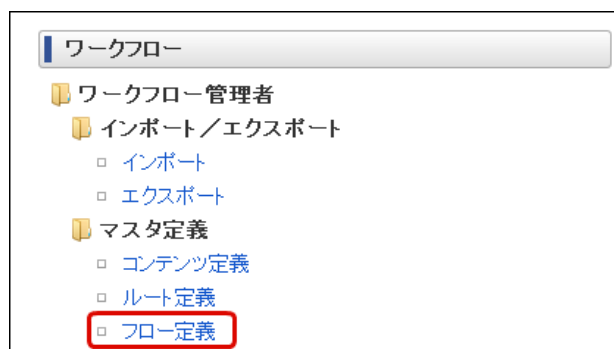 ワークフロー
ワークフロー管理者
インポート／エクスポート
インポート
エクスポート
マスタ定義
コンテンツ定義
ルート定義
フロー定義